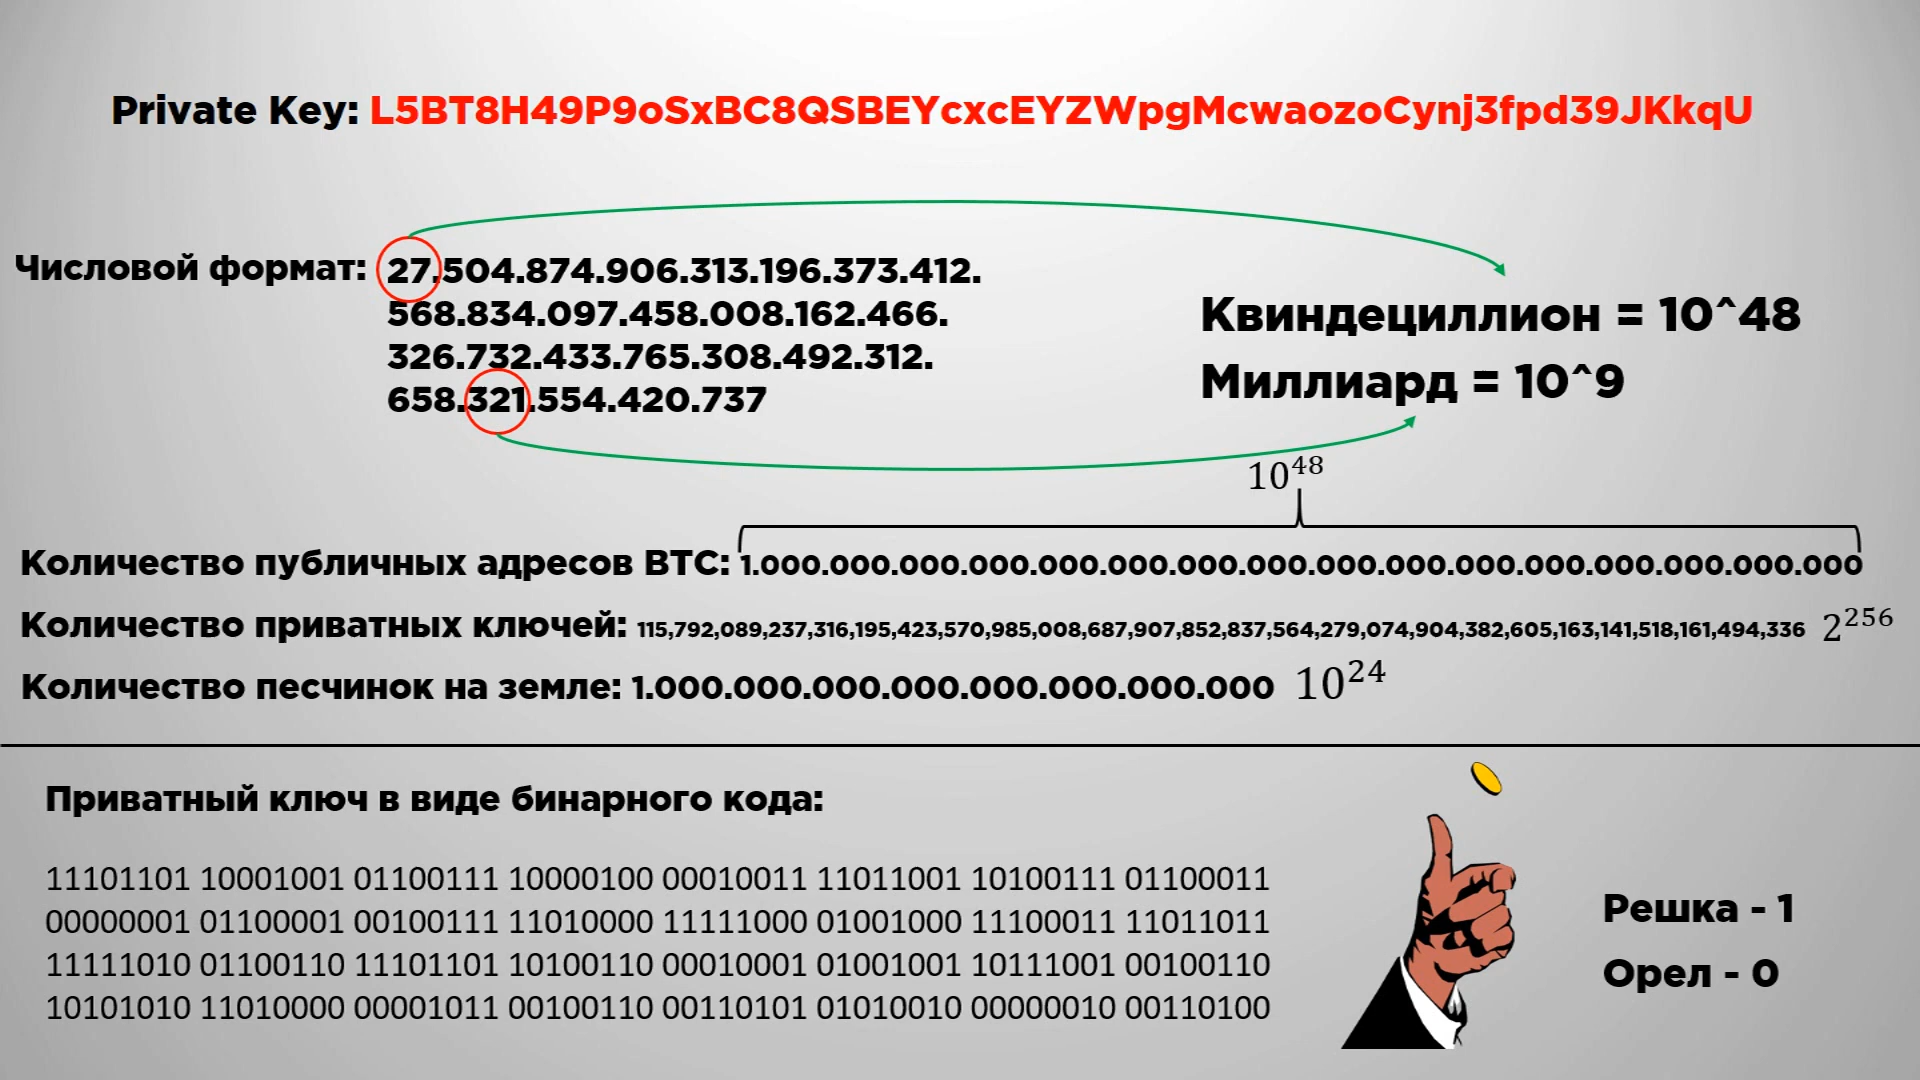 Private Key: L5BT8H49P9oSxBC8QSBEYcxcEYZWpgMcwaozoCynj3fpd39JKkqU
Числовой формат: 27.504.874.906.313.196.373.412.
568.834.097.458.008.162.466.
326.732.433.765.308.492.312.
658.321.554.420.737
Квиндециллион = 10^48
Миллиард = 10^9
10^48
Количество публичных адресов BTC: 1.000.000.000.000.000.000.000.000.000.000.000.000.000.000.000.000
Количество приватных ключей: 115,792,089,237,316,195,423,570,985,008,687,907,852,837,564,279,074,904,382,605,163,141,518,161,494,336 2^256
Количество песчинок на земле: 1.000.000.000.000.000.000.000.000 10^24
Приватный ключ в виде бинарного кода:
11101101 10001001 01100111 10000100 00010011 11011001 10100111 01100011
00000001 01100001 00100111 11010000 11111000 01001000 11100011 11011011
11111010 01100110 11101101 10100110 00010001 01001001 10111001 00100110
10101010 11010000 00001011 00100110 00110101 01010010 00000010 00110100
Решка - 1
Орел - 0